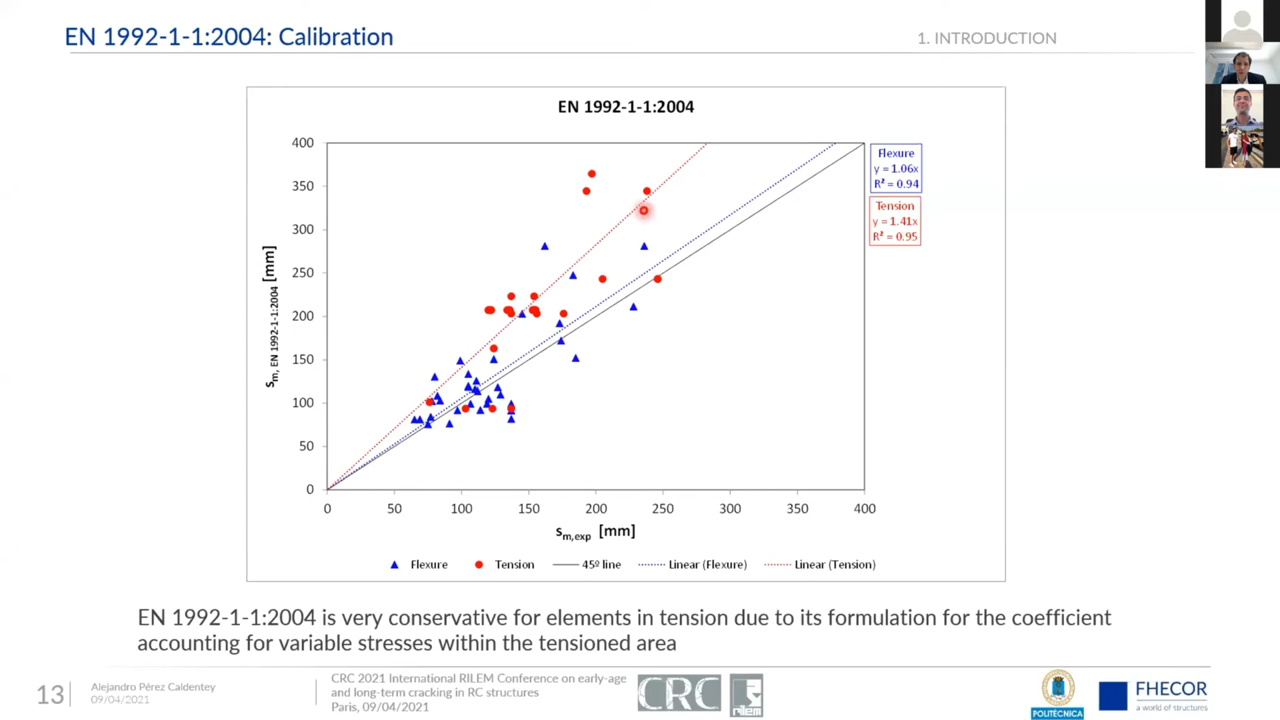 EN 1992-1-1:2004: Calibration
1. INTRODUCTION
EN 1992-1-1:2004
400
350
300
250
200
150
100
50
0
sm, EN 1992-1-1:2004 [mm]
0 50 100 150 200 250 300 350 400
sm,exp [mm]
Flexure
y = 1.06x
R² = 0.94
Tension
y = 1.41x
R² = 0.95
Flexure Tension 45º line Linear (Flexure) Linear (Tension)
EN 1992-1-1:2004 is very conservative for elements in tension due to its formulation for the coefficient
accounting for variable stresses within the tensioned area
13
Alejandro Pérez Caldentey
09/04/2021
CRC 2021 International RILEM Conference on early-age
and long-term cracking in RC structures
Paris, 09/04/2021
CRC
rilem
POLITÉCNICA
FHECOR
a world of structures